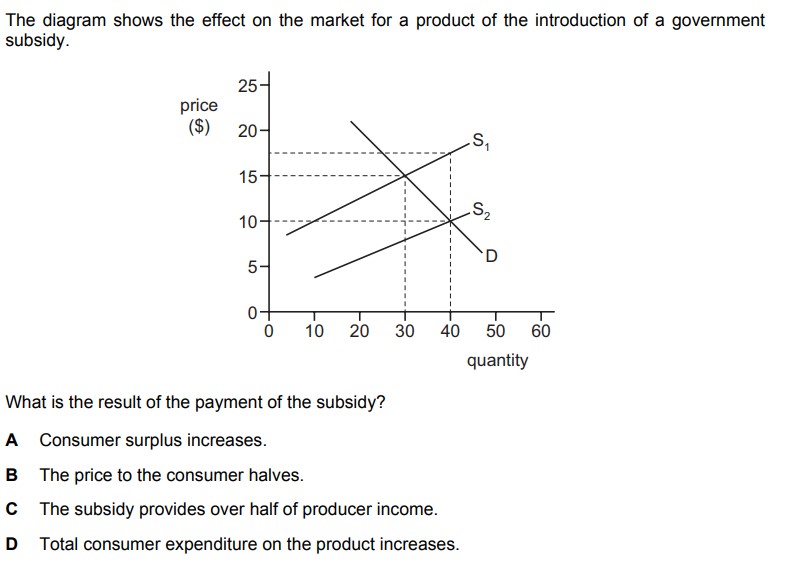 The diagram shows the effect on the market for a product of the introduction of a government
subsidy.
price
($)
25
20
15
10
5
0
S1
S2
D
0 10 20 30 40 50 60
quantity
What is the result of the payment of the subsidy?
A Consumer surplus increases.
B The price to the consumer halves.
C The subsidy provides over half of producer income.
D Total consumer expenditure on the product increases.